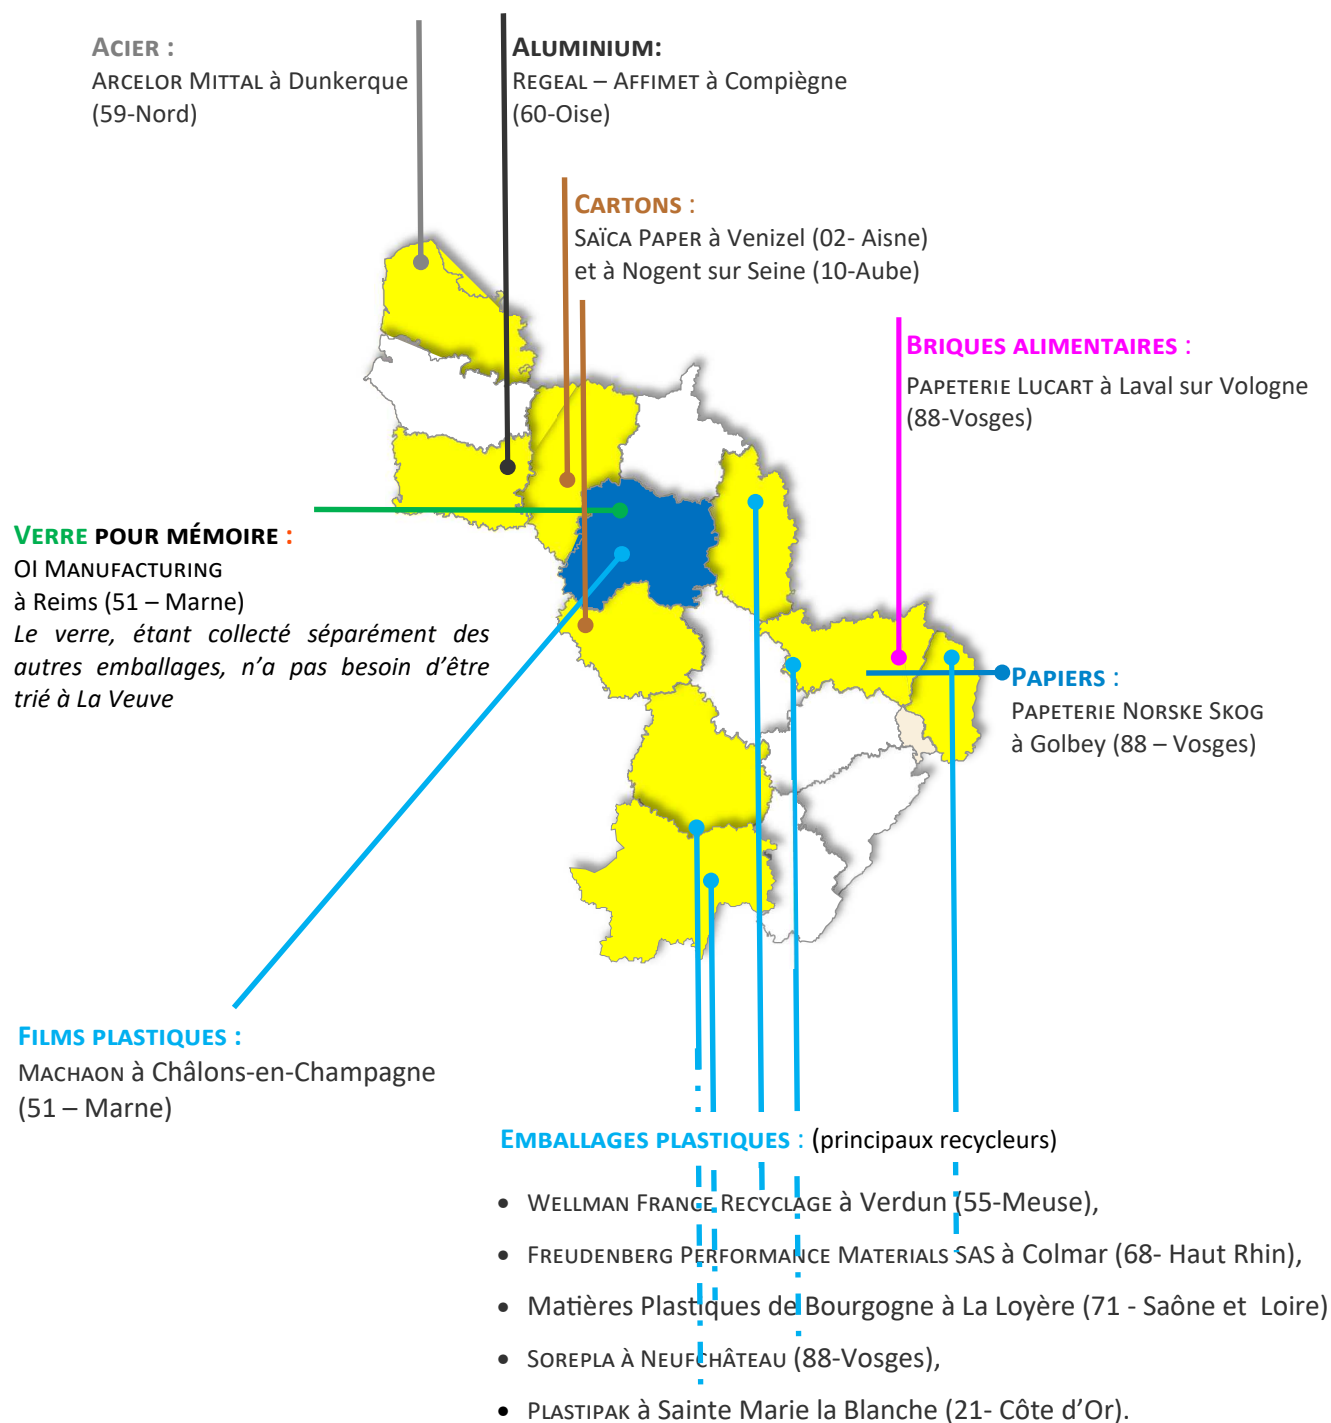 ACIER :
ARCELOR MITTAL à Dunkerque
(59-Nord)
ALUMINIUM:
REGEAL – AFFIMET à Compiègne
(60-Oise)
CARTONS :
SAÏCA PAPER à Venizel (02- Aisne)
et à Nogent sur Seine (10-Aube)
BRIQUES ALIMENTAIRES :
PAPETERIE LUCART à Laval sur Vologne
(88-Vosges)
VERRE POUR MÉMOIRE :
OI MANUFACTURING
à Reims (51 – Marne)
Le verre, étant collecté séparément des
autres emballages, n’a pas besoin d’être
trié à La Veuve
PAPIERS :
PAPETERIE NORSKE SKOG
à Golbey (88 – Vosges)
FILMS PLASTIQUES :
MACHAON à Châlons-en-Champagne
(51 – Marne)
EMBALLAGES PLASTIQUES : (principaux recycleurs)
• WELLMAN FRANCE RECYCLAGE à Verdun (55-Meuse),
• FREUDENBERG PERFORMANCE MATERIALS SAS à Colmar (68- Haut Rhin),
• Matières Plastiques de Bourgogne à La Loyère (71 - Saône et Loire)
• SOREPLA à NEUFCHÂTEAU (88-Vosges),
• PLASTIPAK à Sainte Marie la Blanche (21- Côte d’Or).